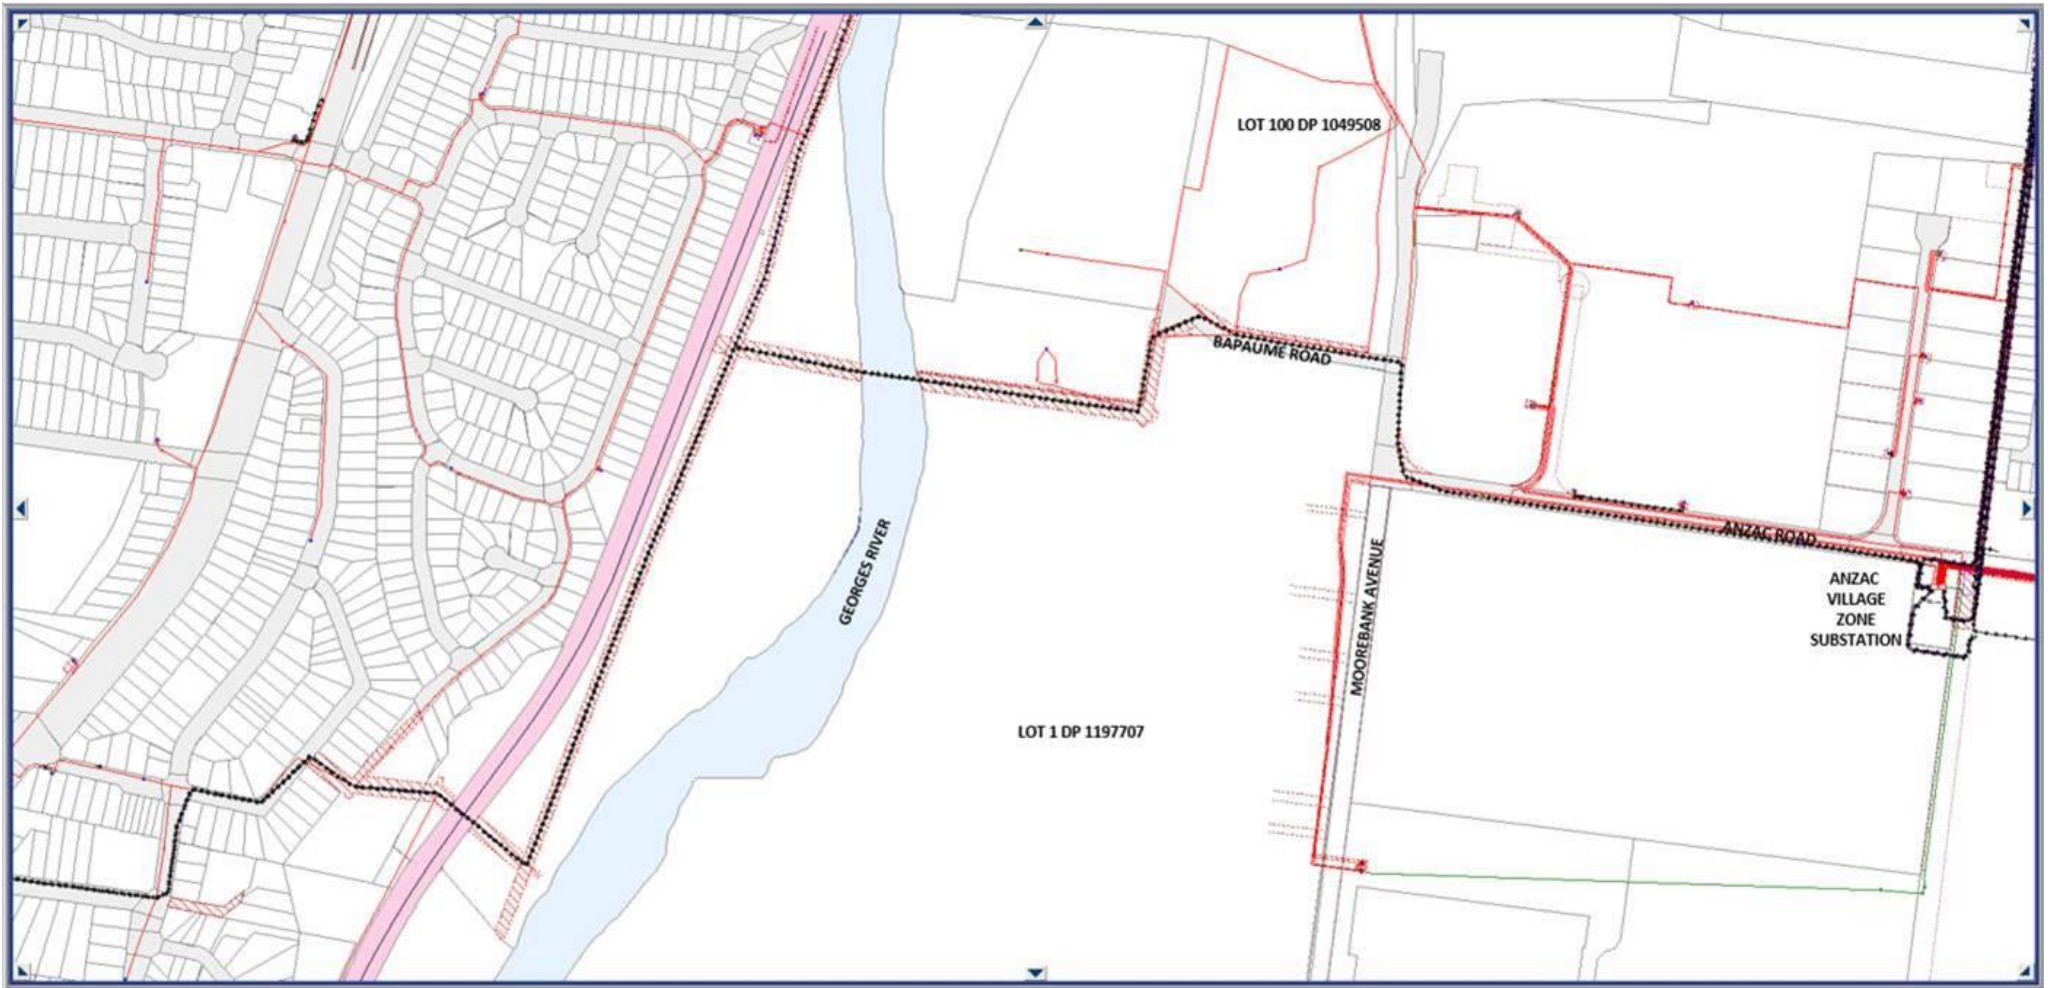 LOT 100 DP 1049508
BAPAUME ROAD
GEORGES RIVER
MOOREBANK AVENUE
ANZAC ROAD
ANZAC
VILLAGE
ZONE
SUBSTATION
LOT 1 DP 1197707